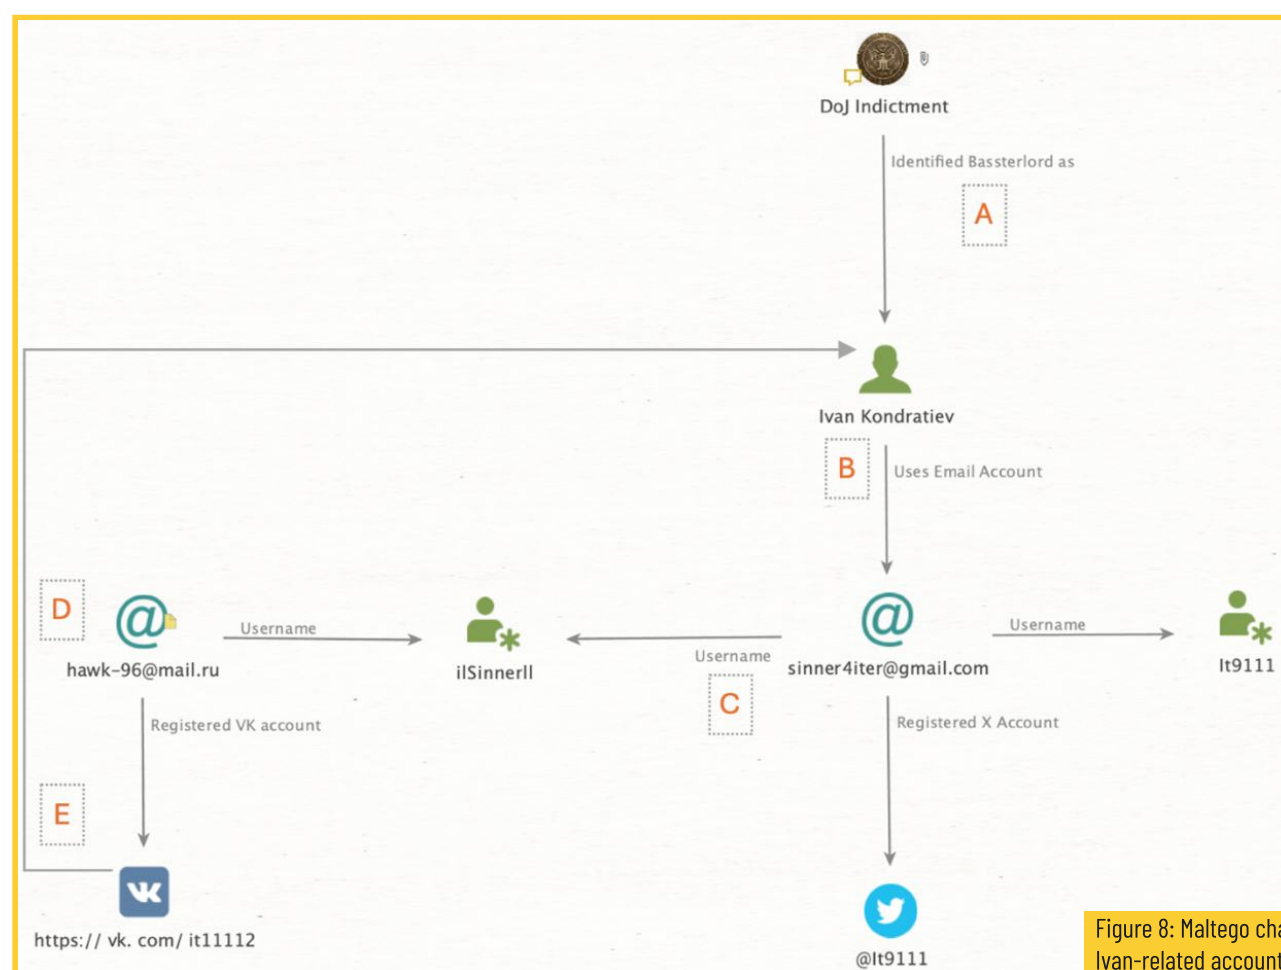 DoJ Indictment
Identified Bassterlord as
A
Ivan Kondratiev
B
Uses Email Account
D
Username
Username
Username
hawk-96@mail.ru
ilSinnerll
sinner4iter@gmail.com
It9111
C
Registered VK account
Registered X Account
E
https:// vk. com/ it11112
@It9111
Figure 8: Maltego cha
Ivan-related account